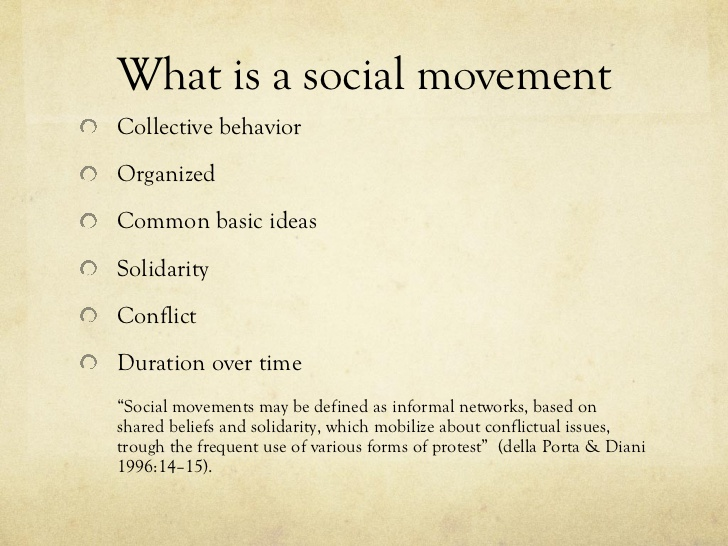 What is a social movement
Collective behavior
Organized
Common basic ideas
Solidarity
Conflict
Duration over time
“Social movements may be defined as informal networks, based on
shared beliefs and solidarity, which mobilize about conflictual issues,
trough the frequent use of various forms of protest” (della Porta & Diani
1996:14–15).